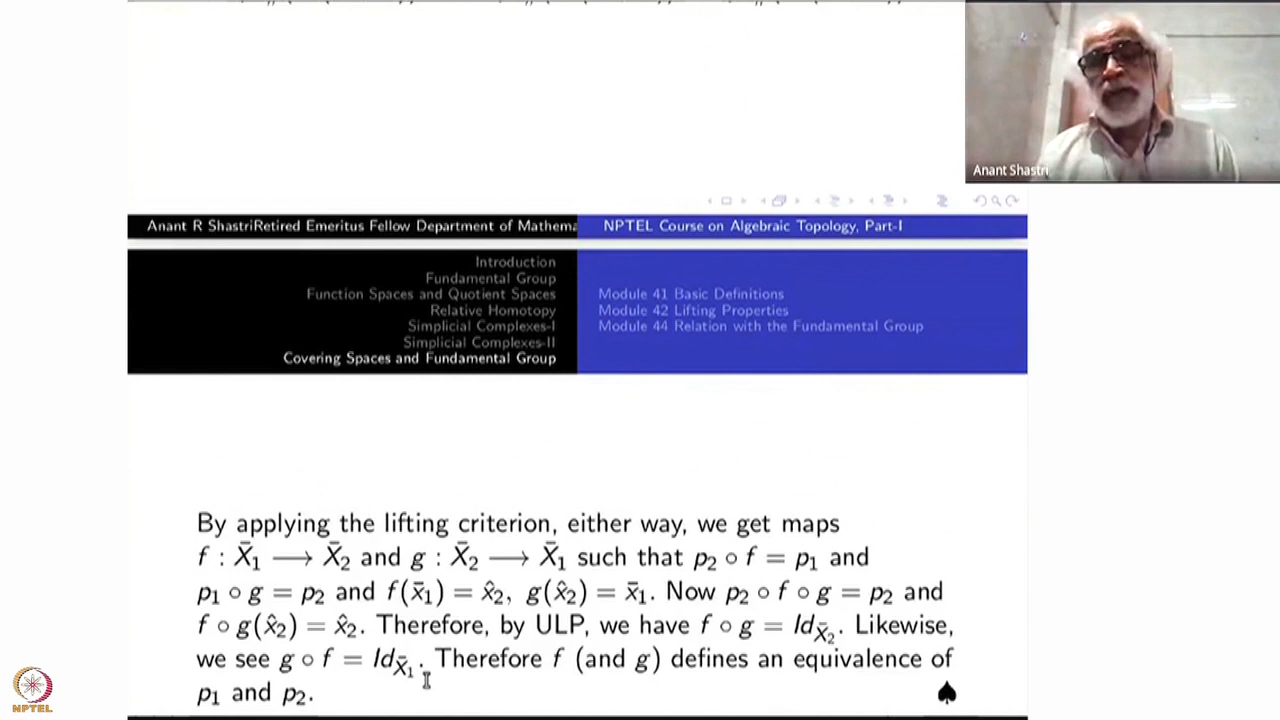 Anant Shastri
Anant R ShastriRetired Emeritus Fellow Department of Mathema
NPTEL Course on Algebraic Topology, Part-I
Introduction
Fundamental Group
Function Spaces and Quotient Spaces
Relative Homotopy
Simplicial Complexes-I
Simplicial Complexes-II
Covering Spaces and Fundamental Group
Module 41 Basic Definitions
Module 42 Lifting Properties
Module 44 Relation with the Fundamental Group
By applying the lifting criterion, either way, we get maps
f : X̄₁ ⟶ X̄₂ and g : X̄₂ ⟶ X̄₁ such that p₂ ∘ f = p₁ and
p₁ ∘ g = p₂ and f(x̄₁) = x̂₂, g(x̂₂) = x̄₁. Now p₂ ∘ f ∘ g = p₂ and
f ∘ g(x̂₂) = x̂₂. Therefore, by ULP, we have f ∘ g = Id_X̄₂. Likewise,
we see g ∘ f = Id_X̄₁. Therefore f (and g) defines an equivalence of
p₁ and p₂. ♠
NPTEL